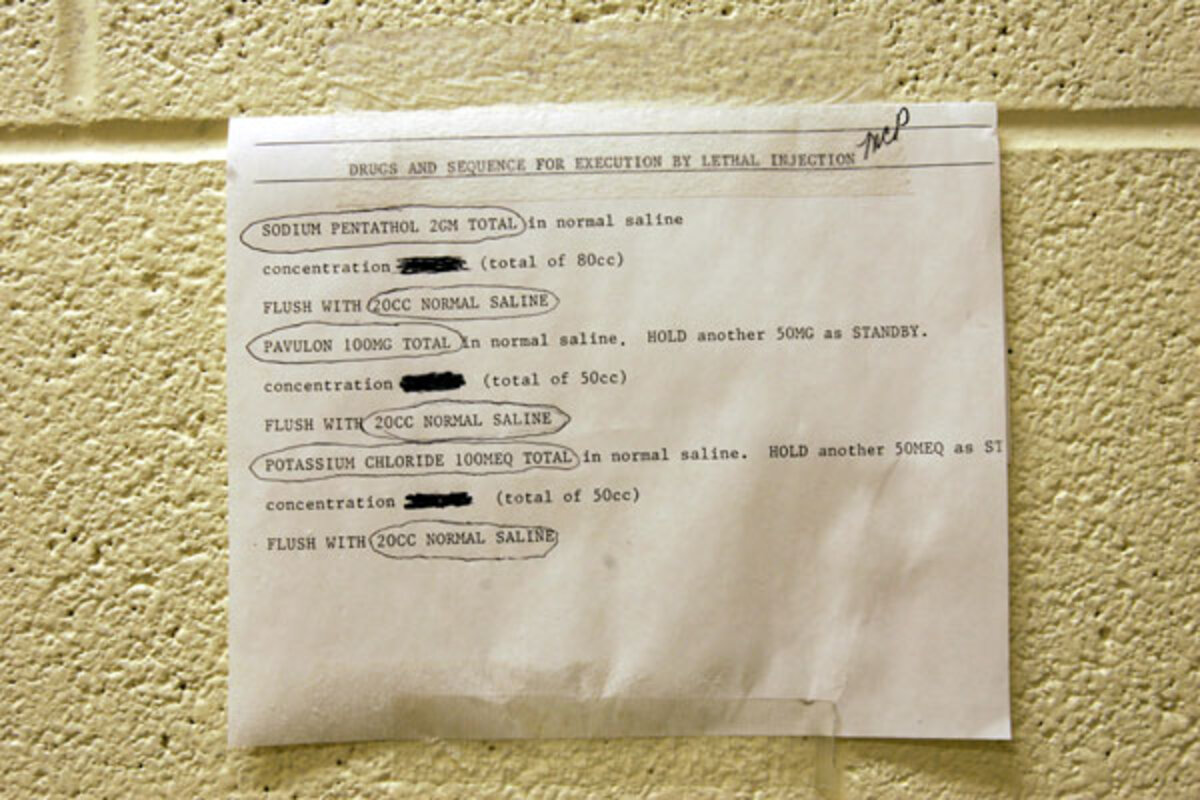 MCP
DRUGS AND SEQUENCE FOR EXECUTION BY LETHAL INJECTION
SODIUM PENTATHOL 2GM TOTAL in normal saline
concentration (total of 80cc)
FLUSH WITH 20CC NORMAL SALINE
PAVULON 100MG TOTAL in normal saline. HOLD another 50MG as STANDBY.
concentration (total of 50cc)
FLUSH WITH 20CC NORMAL SALINE
POTASSIUM CHLORIDE 100MEQ TOTAL in normal saline. HOLD another 50MEQ as ST
concentration (total of 50cc)
FLUSH WITH 20CC NORMAL SALINE